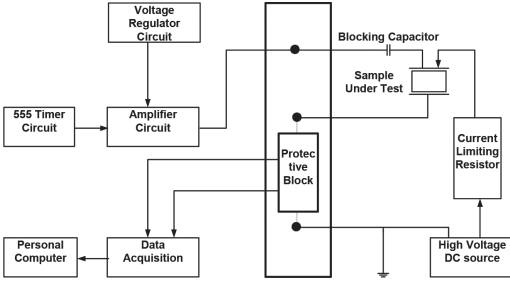 Voltage
Regulator
Circuit
Blocking Capacitor
Sample
Under Test
555 Timer
Circuit
Amplifier
Circuit
Protec
tive
Block
Current
Limiting
Resistor
Personal
Computer
Data
Acquisition
High Voltage
DC source